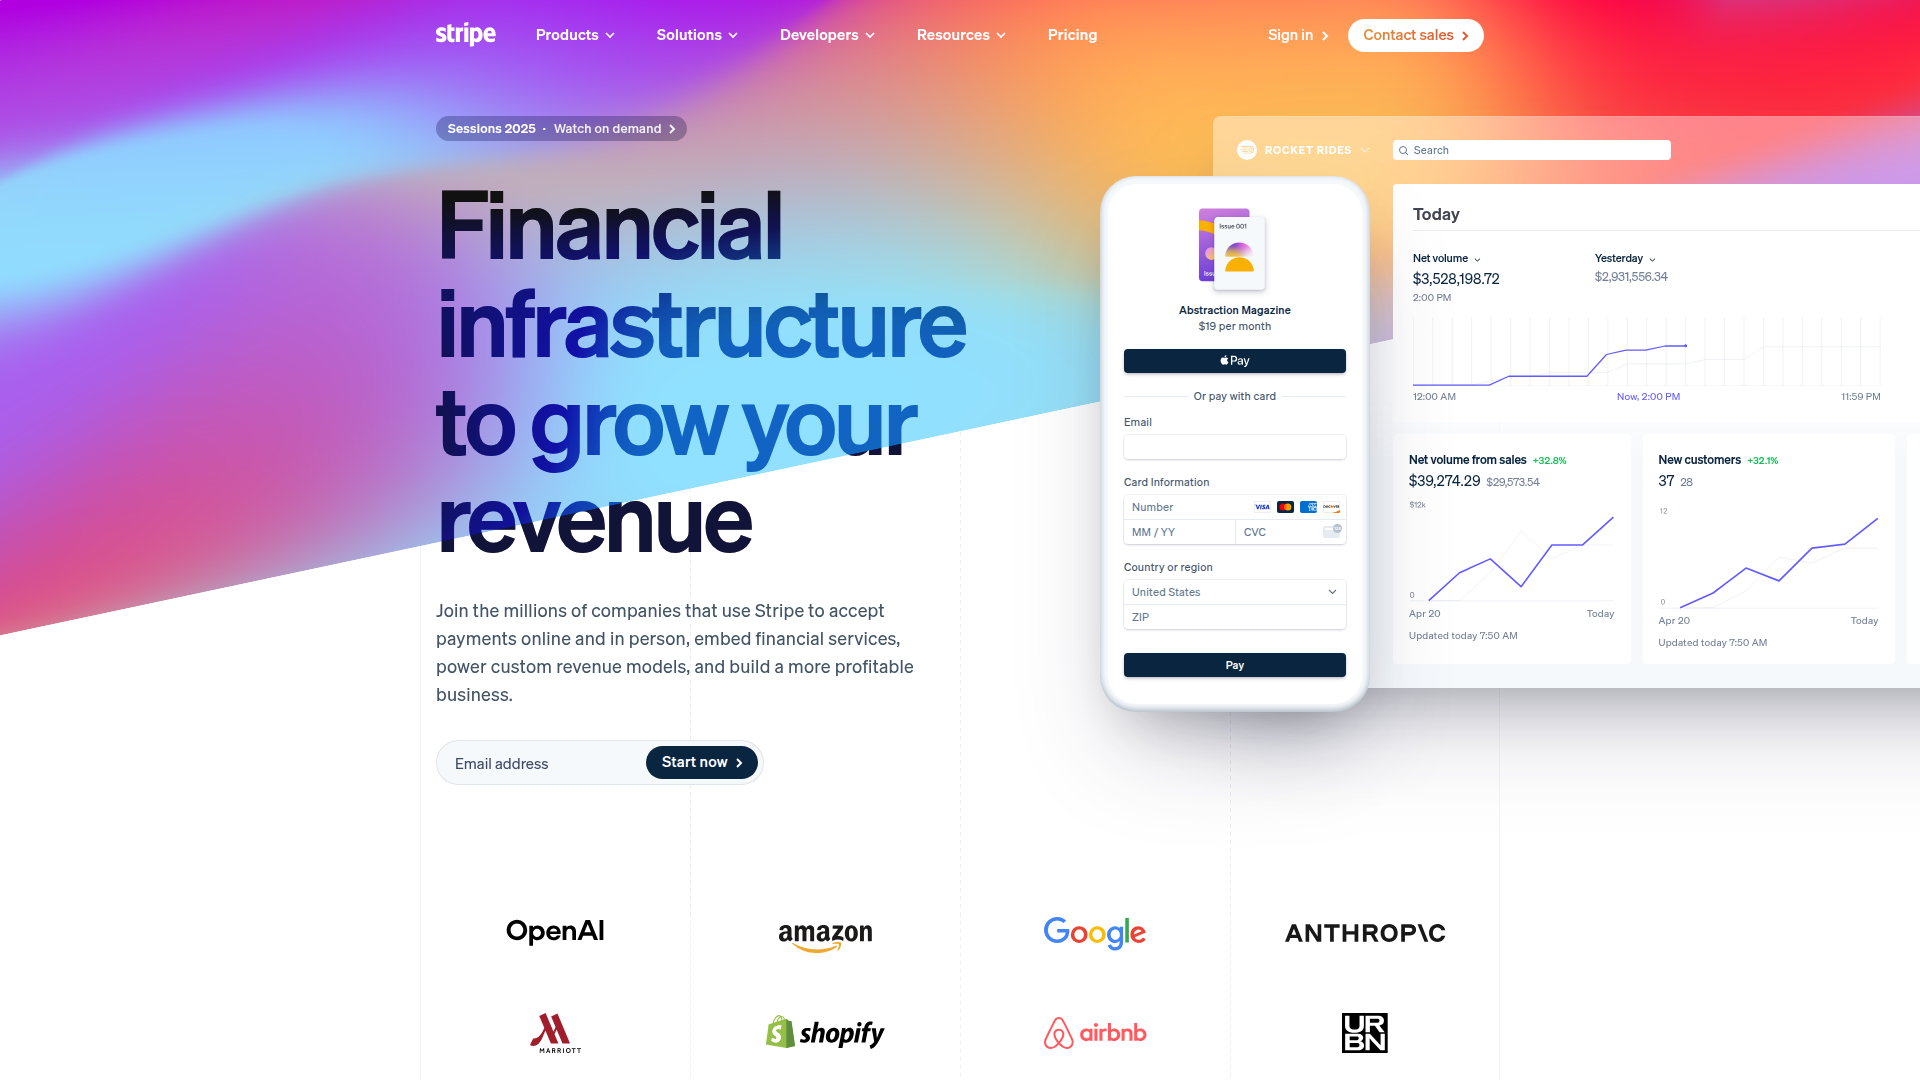 stripe
Products
Solutions
Developers
Resources
Pricing
Sign in
Contact sales
Sessions 2025 · Watch on demand
Financial
infrastructure
to grow your
revenue
Join the millions of companies that use Stripe to accept
payments online and in person, embed financial services,
power custom revenue models, and build a more profitable
business.
Email address
Start now
Issue 001
Abstraction Magazine
$19 per month
Pay
Or pay with card
Email
Card Information
Number
VISA
MM / YY
CVC
Country or region
United States
ZIP
Pay
ROCKET RIDES
Search
Today
Net volume
$3,528,198.72
2:00 PM
Yesterday
$2,931,556.34
12:00 AM
Now, 2:00 PM
11:59 PM
Net volume from sales +32.8%
$39,274.29 $29,573.54
$12k
0
Apr 20
Today
Updated today 7:50 AM
New customers +32.1%
37 28
12
0
Apr 20
Today
Updated today 7:50 AM
OpenAI
amazon
Google
ANTHROP\C
MARRIOTT
shopify
airbnb
URBN